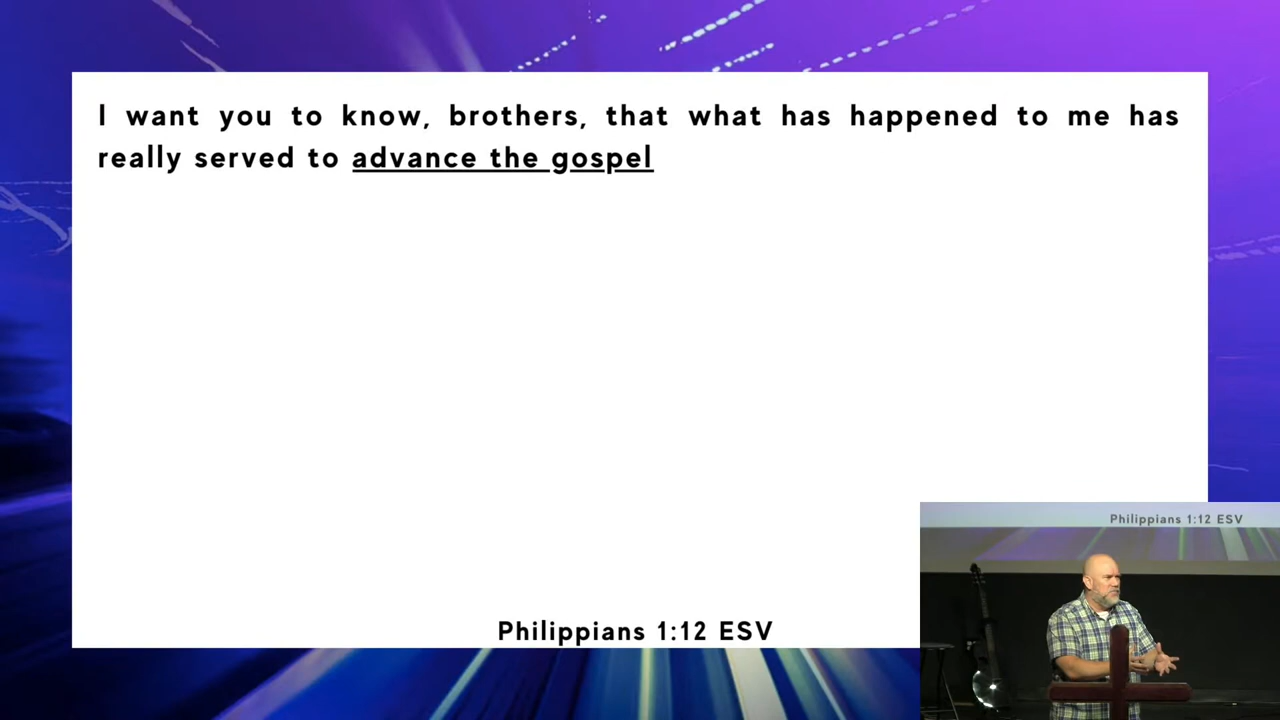 I want you to know, brothers, that what has happened to me has
really served to advance the gospel
Philippians 1:12 ESV
Philippians 1:12 ESV